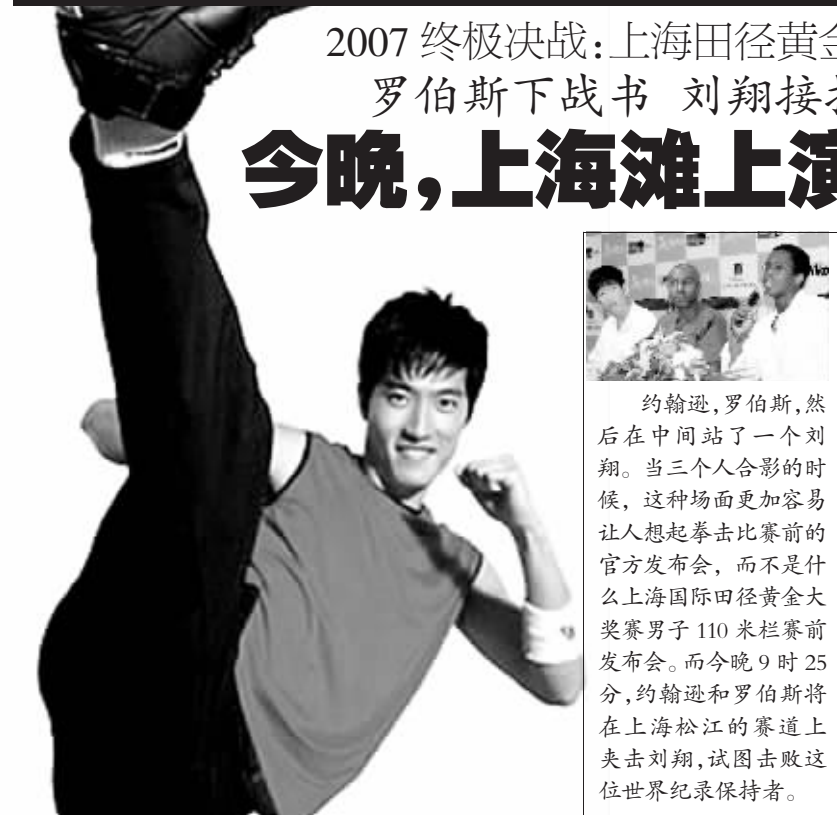 2007 终极决战:上海田径黄金
罗伯斯下战书 刘翔接
今晚,上海滩上演
约翰逊,罗伯斯,然
后在中间站了一个刘
翔。当三个人合影的时
候，这种场面更加容易
让人想起拳击比赛前的
官方发布会，而不是什
么上海国际田径黄金大
奖赛男子 110 米栏赛前
发布会。而今晚 9 时 25
分,约翰逊和罗伯斯将
在上海松江的赛道上
夹击刘翔,试图击败这
位世界纪录保持者。